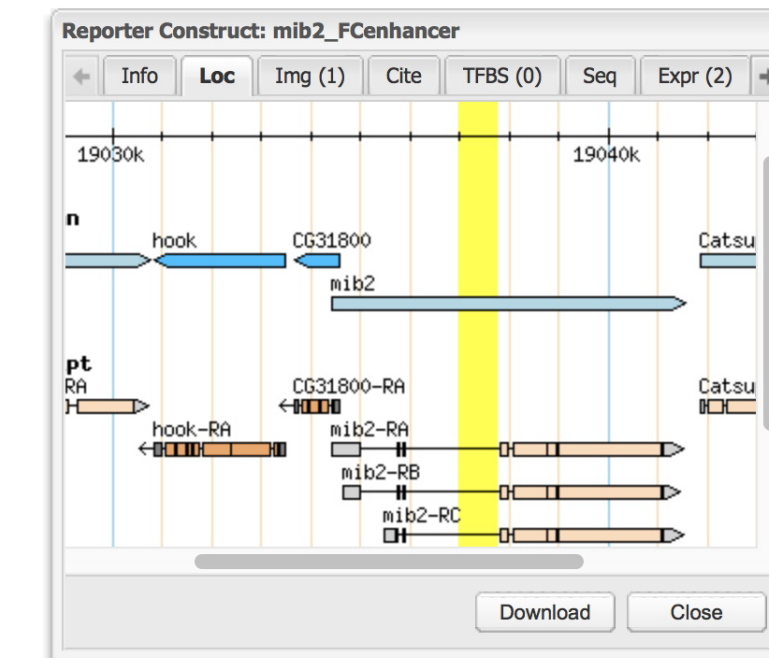 Reporter Construct: mib2_FCenhancer
Info Loc Img (1) Cite TFBS (0) Seq Expr (2)
19030k 19040k
n
hook CG31800 Catsu
mib2
pt
RA CG31800-RA Catsu
hook-RA mib2-RA
mib2-RB
mib2-RC
Download Close